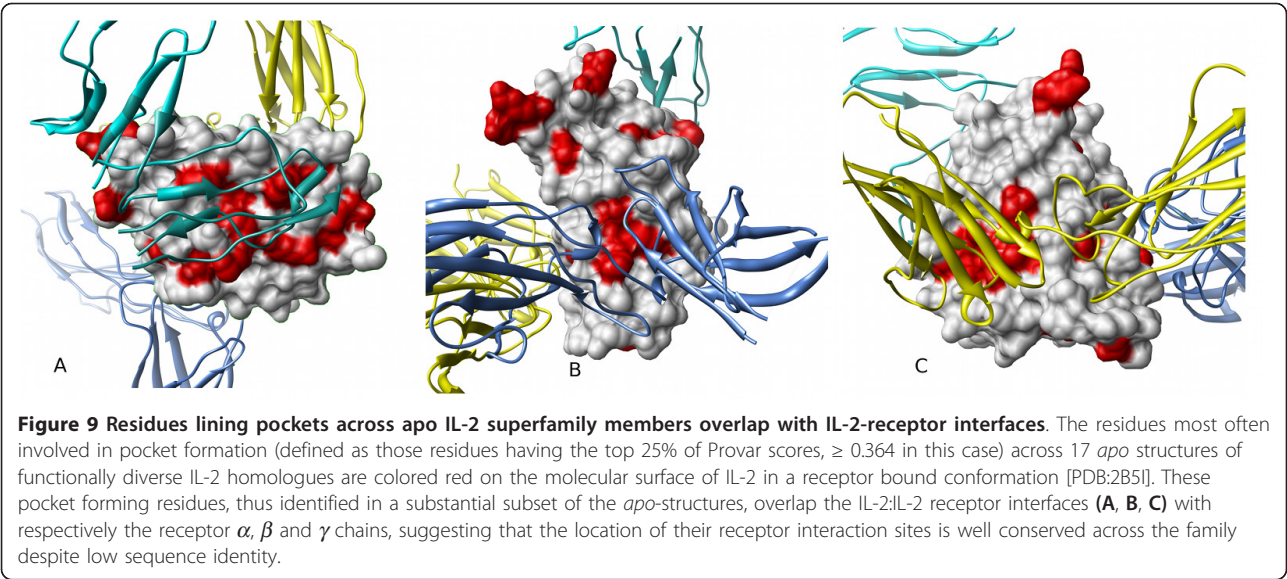 A
B
C
Figure 9 Residues lining pockets across apo IL-2 superfamily members overlap with IL-2-receptor interfaces. The residues most often
involved in pocket formation (defined as those residues having the top 25% of Provar scores, ≥ 0.364 in this case) across 17 apo structures of
functionally diverse IL-2 homologues are colored red on the molecular surface of IL-2 in a receptor bound conformation [PDB:2B5I]. These
pocket forming residues, thus identified in a substantial subset of the apo-structures, overlap the IL-2:IL-2 receptor interfaces (A, B, C) with
respectively the receptor α, β and γ chains, suggesting that the location of their receptor interaction sites is well conserved across the family
despite low sequence identity.